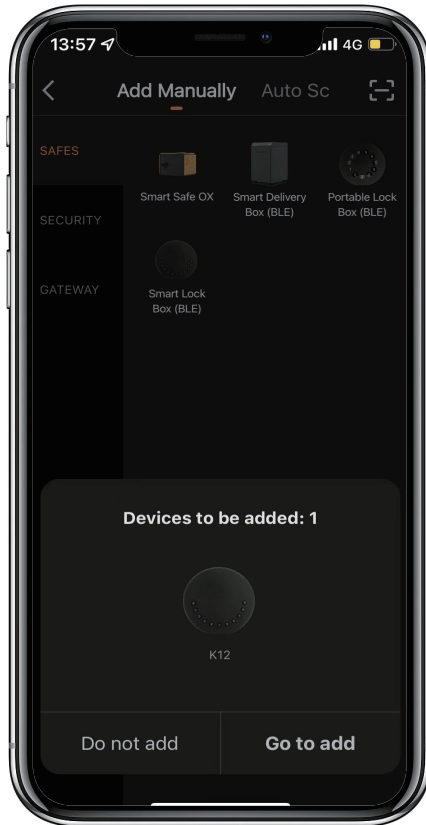 13:57
4G
Add Manually
Auto Sc
SAFES
SECURITY
GATEWAY
Smart Safe OX
Smart Delivery
Box (BLE)
Portable Lock
Box (BLE)
Smart Lock
Box (BLE)
Devices to be added: 1
K12
Do not add
Go to add